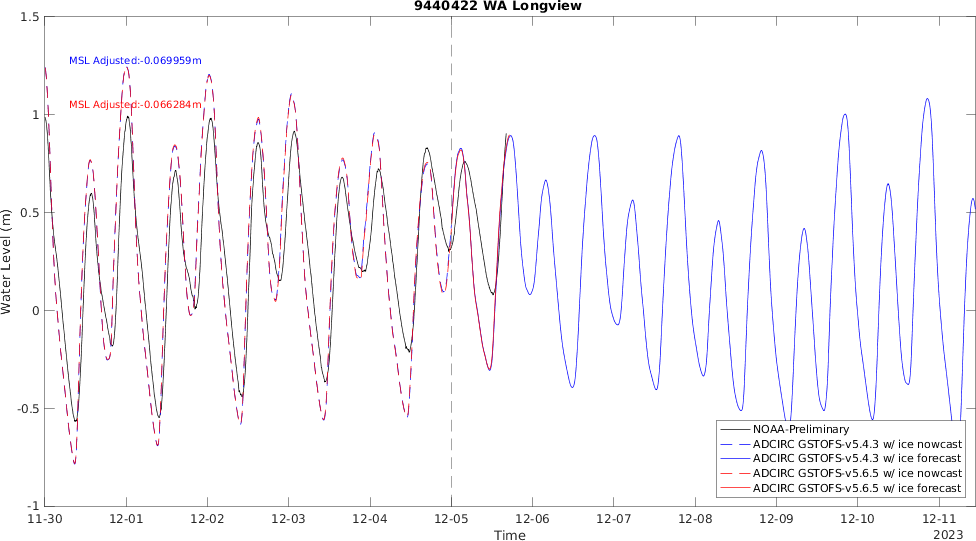 9440422 WA Longview
1.5
MSL Adjusted:-0.069959m
MSL Adjusted:-0.066284m
1
0.5
Water Level (m)
0
-0.5
NOAA-Preliminary
ADCIRC GSTOFS-v5.4.3 w/ ice nowcast
ADCIRC GSTOFS-v5.4.3 w/ ice forecast
ADCIRC GSTOFS-v5.6.5 w/ ice nowcast
ADCIRC GSTOFS-v5.6.5 w/ ice forecast
-1
11-30 12-01 12-02 12-03 12-04 12-05 12-06 12-07 12-08 12-09 12-10 12-11
Time 2023